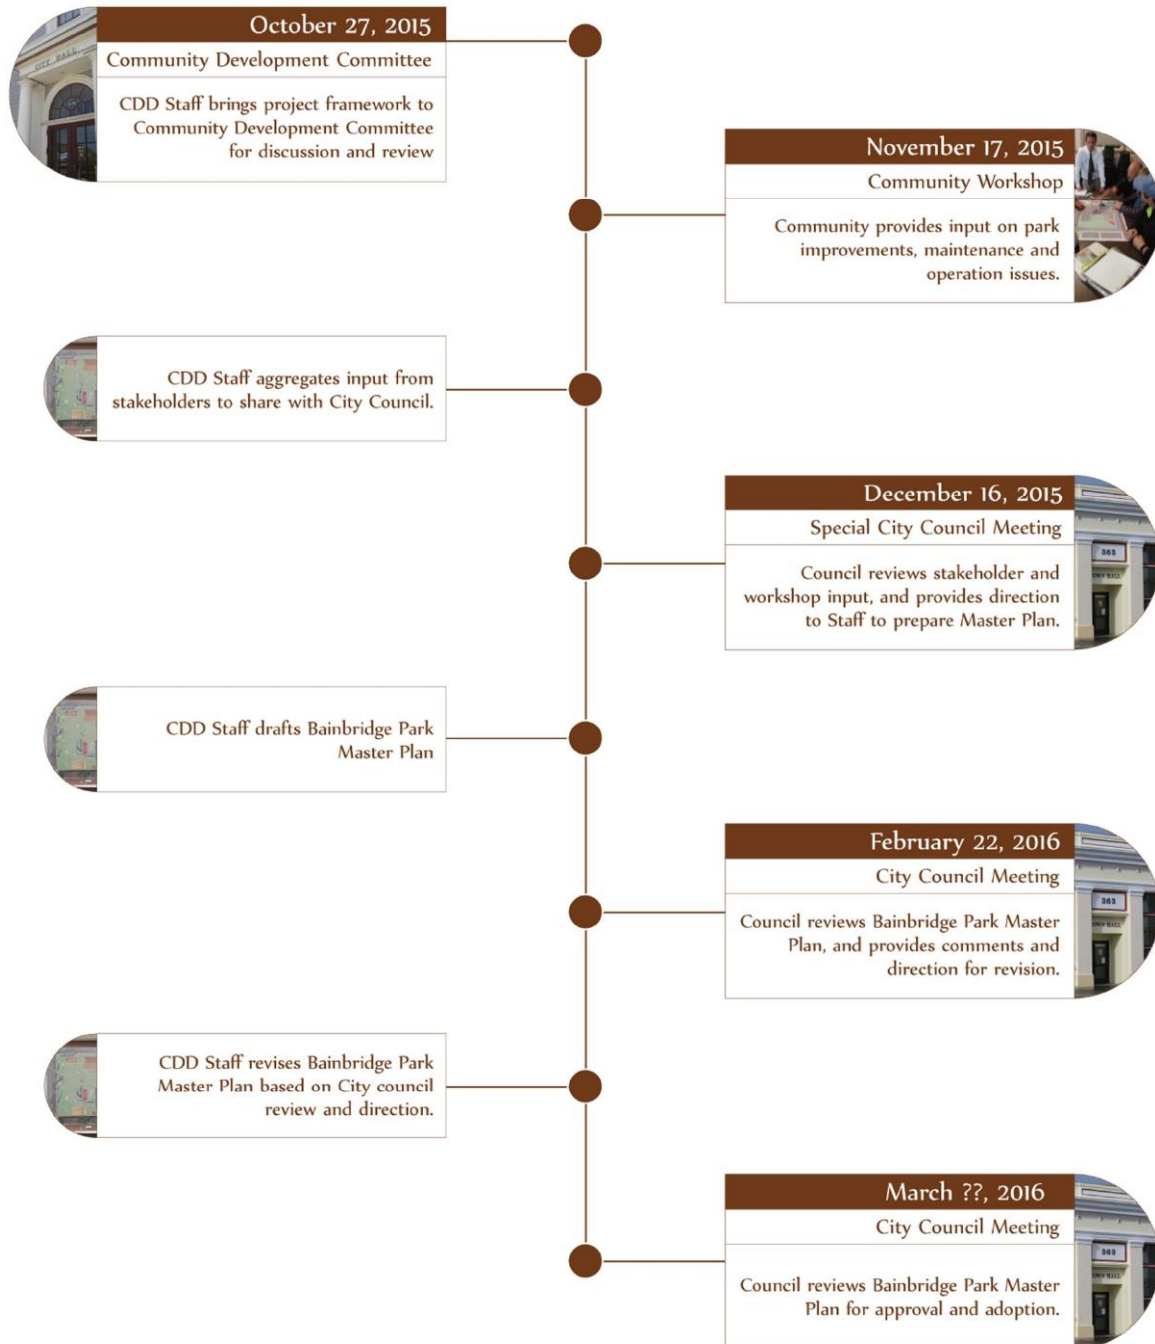 October 27, 2015
CITY HALL
Community Development Committee
CDD Staff brings project framework to
Community Development Committee
for discussion and review
November 17, 2015
Community Workshop
Community provides input on park
improvements, maintenance and
operation issues.
CDD Staff aggregates input from
stakeholders to share with City Council.
December 16, 2015
Special City Council Meeting
363
Council reviews stakeholder and
workshop input, and provides direction
to Staff to prepare Master Plan.
CDD Staff drafts Bainbridge Park
Master Plan
February 22, 2016
City Council Meeting
363
Council reviews Bainbridge Park Master
Plan, and provides comments and
direction for revision.
CDD Staff revises Bainbridge Park
Master Plan based on City council
review and direction.
March ??, 2016
City Council Meeting
363
Council reviews Bainbridge Park Master
Plan for approval and adoption.